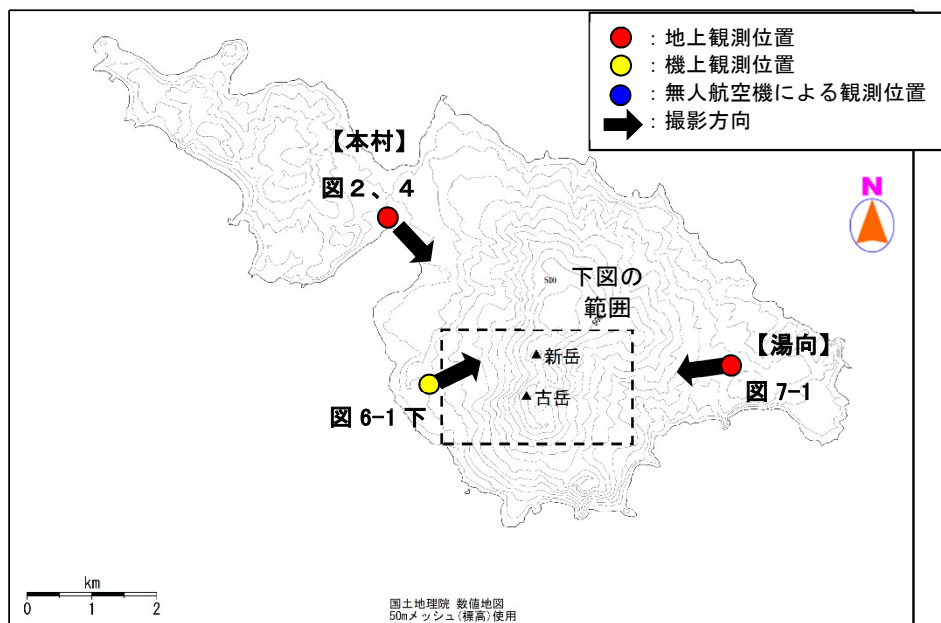 ：地上観測位置
：機上観測位置
：無人航空機による観測位置
：撮影方向
【本村】
図２、４
N
500
下図の
範囲
500
新岳
【湯向】
古岳
図 7-1
図 6-1 下
km
0 1 2
国土地理院 数値地図
50mメッシュ(標高)使用